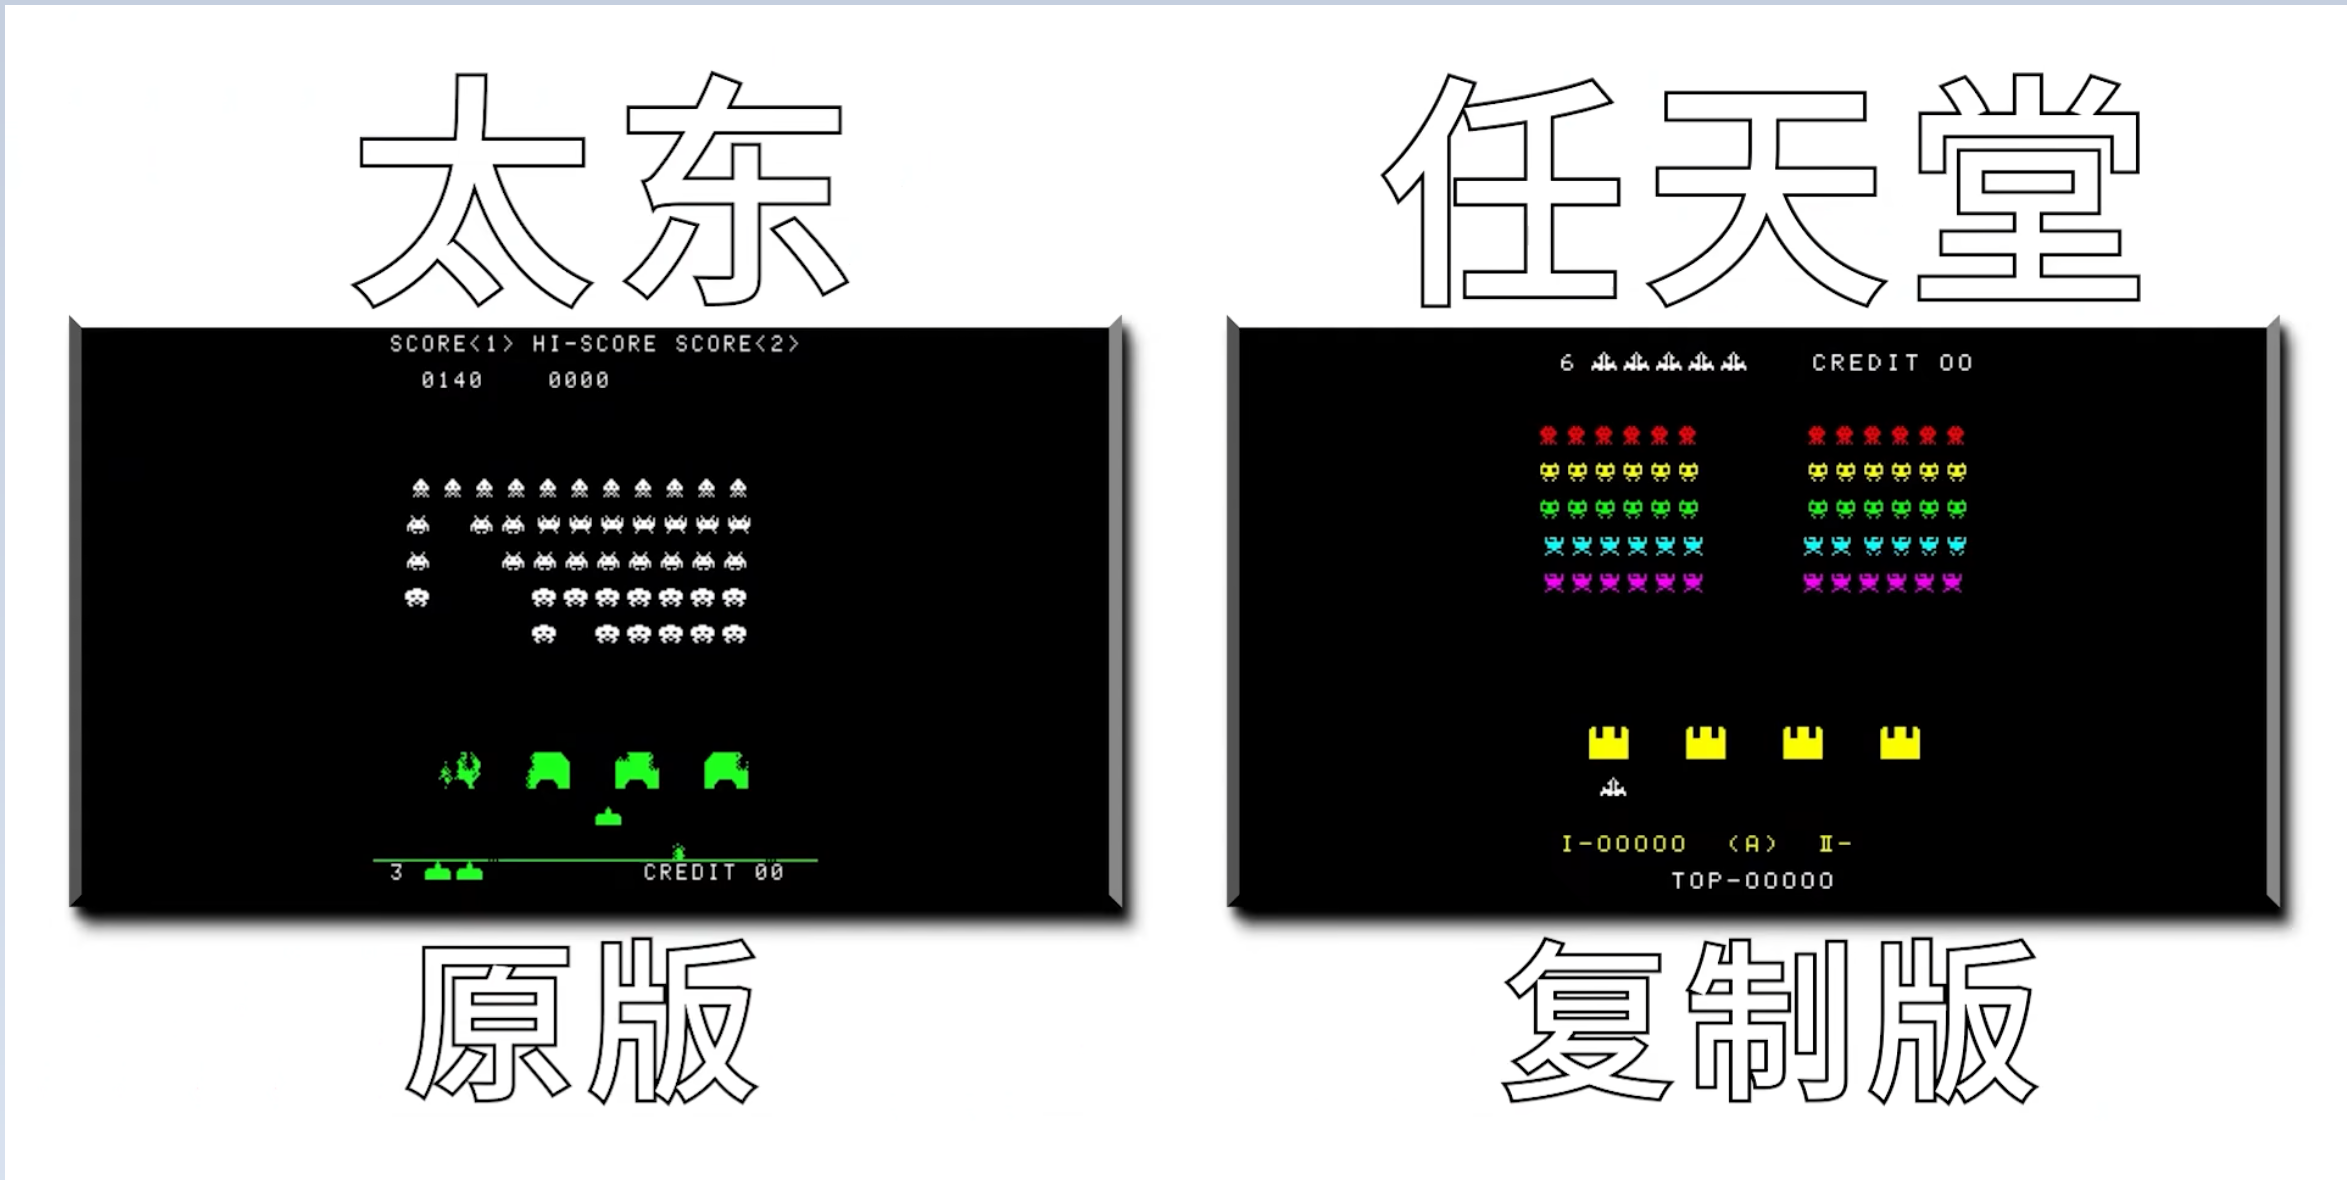 太东
任天堂
SCORE<1> HI-SCORE SCORE<2>
0140 0000
3 CREDIT 00
6 CREDIT 00
I-00000 (A) II-
TOP-00000
原版
复制版